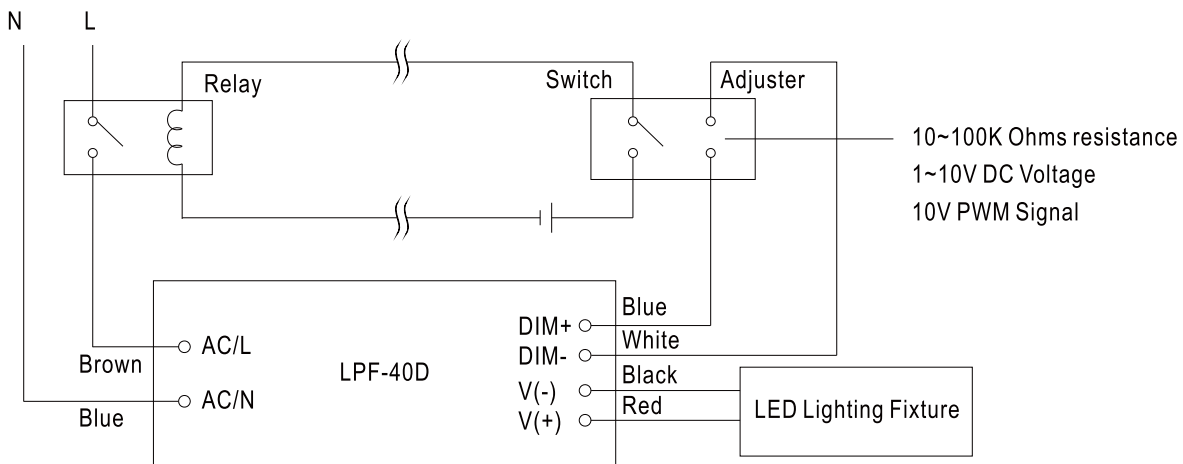 N L
Relay
Switch
Adjuster
10~100K Ohms resistance
1~10V DC Voltage
10V PWM Signal
Brown
Blue
AC/L
AC/N
LPF-40D
DIM+
DIM-
V(-)
V(+)
Blue
White
Black
Red
LED Lighting Fixture